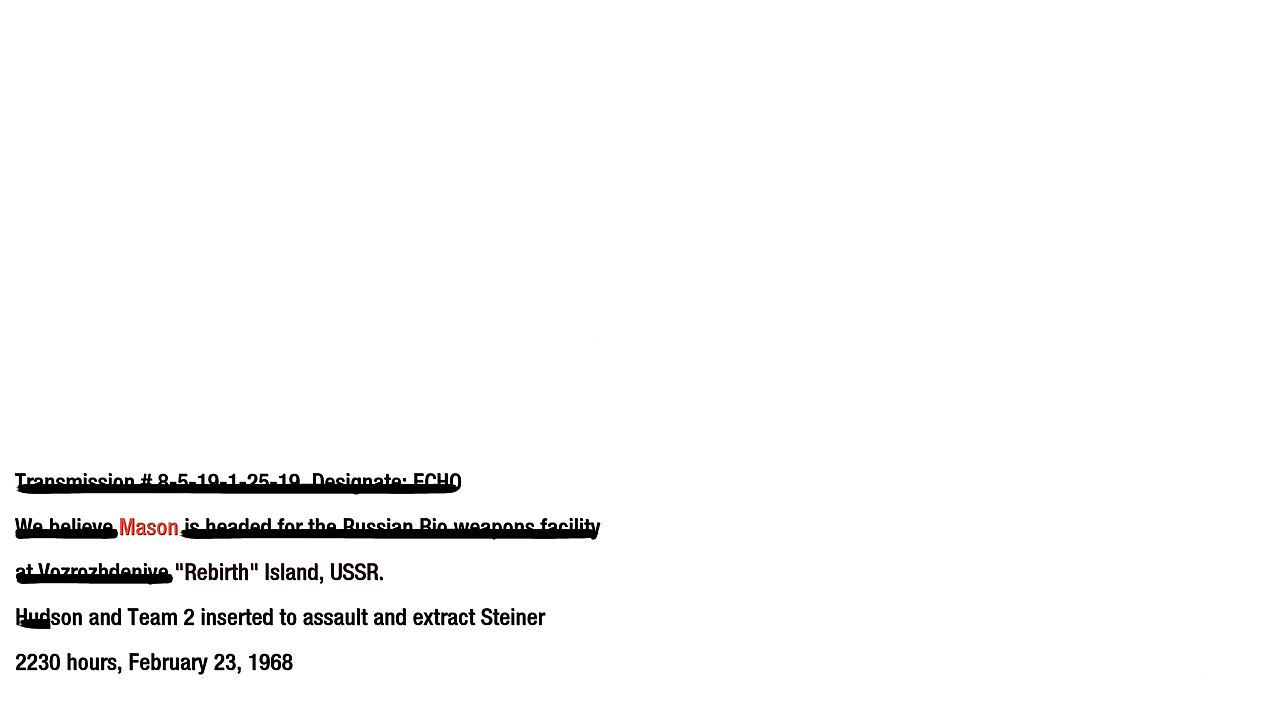 Transmission # 8-5-19-1-25-19, Designate: ECHO
We believe Mason is headed for the Russian Bio weapons facility
at Vozrozhdeniye "Rebirth" Island, USSR.
Hudson and Team 2 inserted to assault and extract Steiner
2230 hours, February 23, 1968